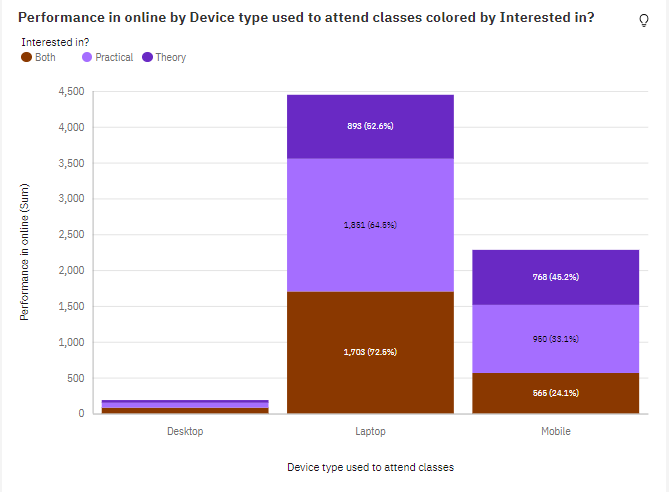 Performance in online by Device type used to attend classes colored by Interested in?
Interested in?
Both Practical Theory
4,500
4,000
3,500
3,000
2,500
2,000
1,500
1,000
500
0
Performance in online (Sum)
893 (52.6%)
1,851 (64.5%)
1,703 (72.5%)
768 (45.2%)
950 (33.1%)
565 (24.1%)
Desktop Laptop Mobile
Device type used to attend classes